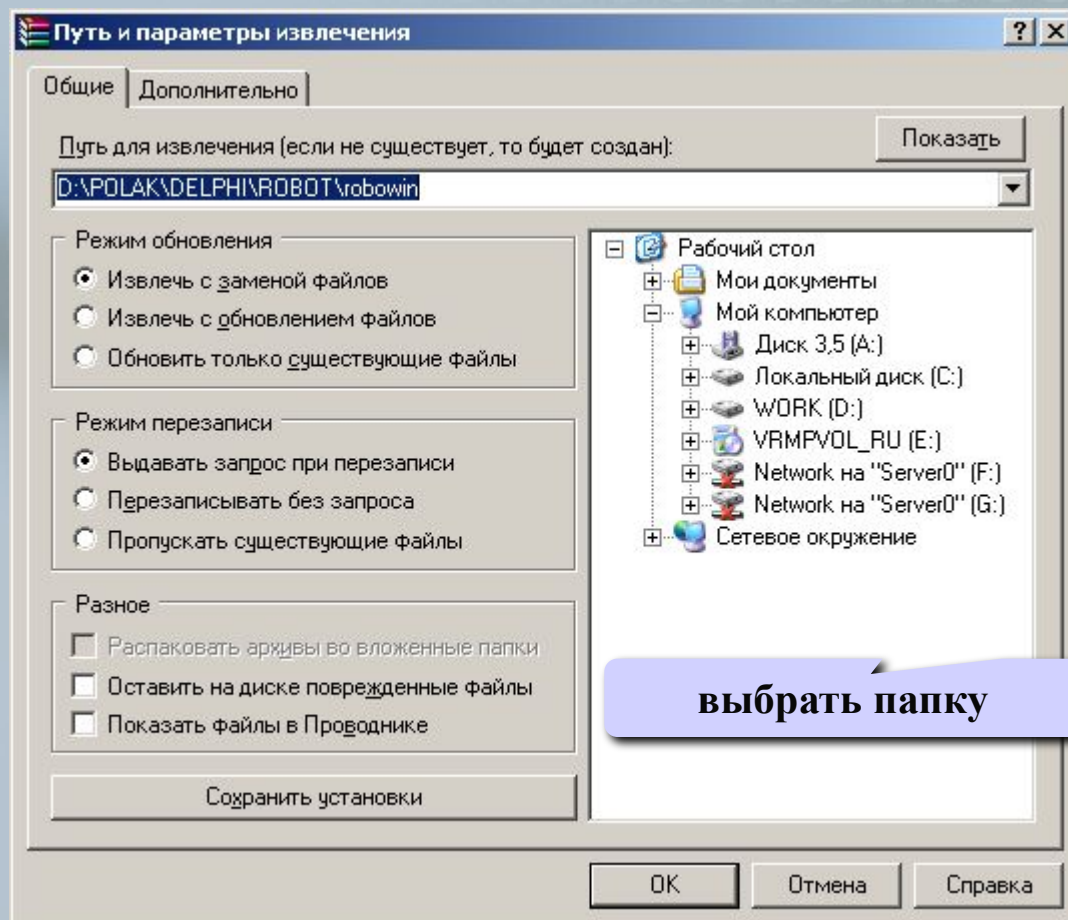 Путь и параметры извлечения
Общие
Дополнительно
Путь для извлечения (если не существует, то будет создан):
Показать
D:\POLAK\DELPHI\ROBOT\robowin
Режим обновления
Извлечь с заменой файлов
Извлечь с обновлением файлов
Обновить только существующие файлы
Режим перезаписи
Выдавать запрос при перезаписи
Перезаписывать без запроса
Пропускать существующие файлы
Разное
Распаковать архивы во вложенные папки
Оставить на диске поврежденные файлы
Показать файлы в Проводнике
Сохранить установки
Рабочий стол
Мои документы
Мой компьютер
Диск 3,5 (A:)
Локальный диск (C:)
WORK (D:)
VRMPVOL_RU (E:)
Network на "Server0" (F:)
Network на "Server0" (G:)
Сетевое окружение
выбрать папку
OK
Отмена
Справка